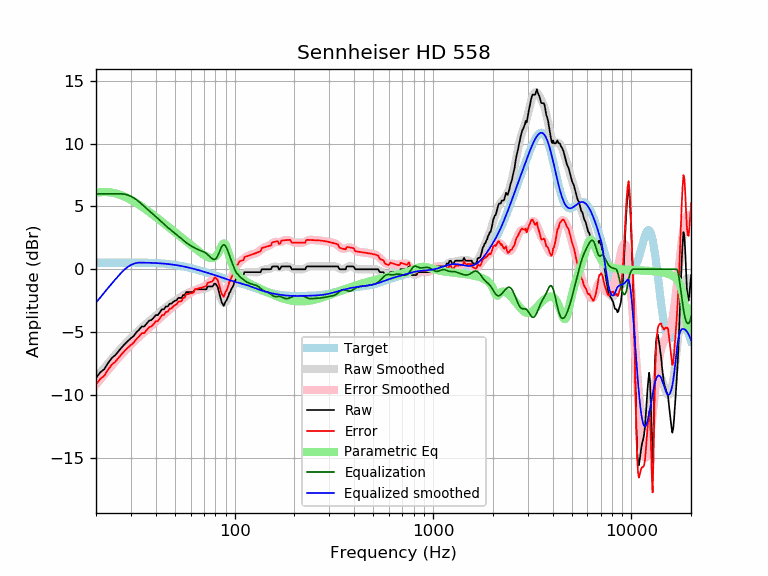 Sennheiser HD 558
Amplitude (dBr)
15
10
5
0
−5
−10
−15
100
1000
10000
Frequency (Hz)
Target
Raw Smoothed
Error Smoothed
Raw
Error
Parametric Eq
Equalization
Equalized smoothed